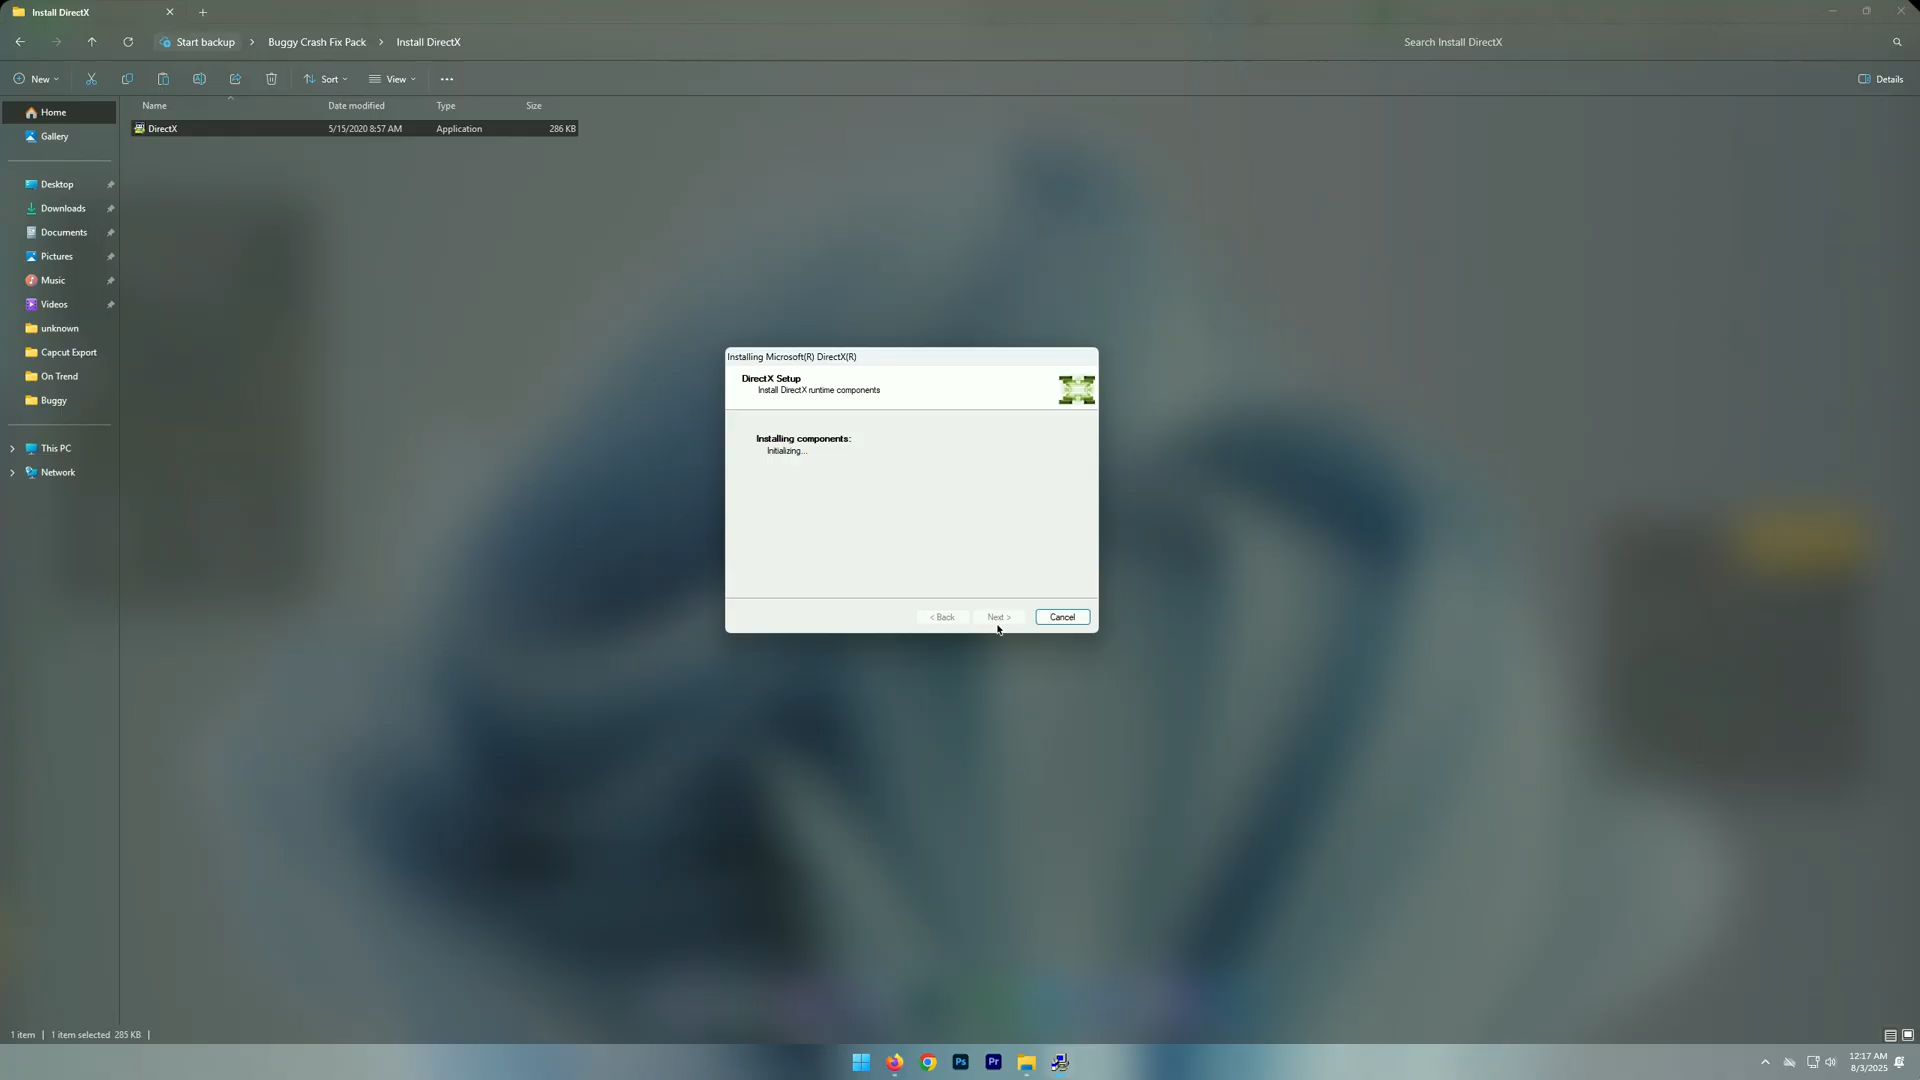 Install DirectX
Start backup
Buggy Crash Fix Pack
Install DirectX
Search Install DirectX
New
Sort
View
Details
Name
Date modified
Type
Size
DirectX
5/15/2020 8:57 AM
Application
286 KB
Home
Gallery
Desktop
Downloads
Documents
Pictures
Music
Videos
unknown
Capcut Export
On Trend
Buggy
This PC
Network
Installing Microsoft(R) DirectX(R)
DirectX Setup
Install DirectX runtime components
Installing components:
Initializing...
< Back
Next >
Cancel
1 item
1 item selected 285 KB
Ps
Pr
12:17 AM
8/3/2025